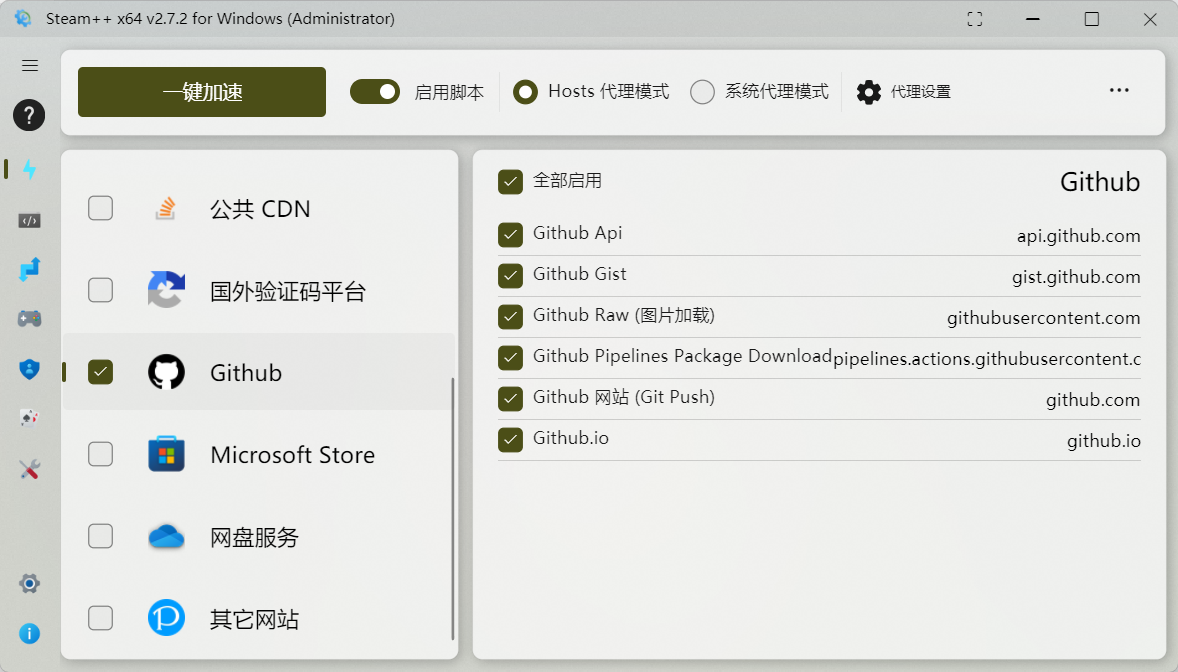 Steam++ x64 v2.7.2 for Windows (Administrator)
一键加速
启用脚本
Hosts 代理模式
系统代理模式
代理设置
公共 CDN
国外验证码平台
Github
Microsoft Store
网盘服务
其它网站
全部启用
Github
Github Api
api.github.com
Github Gist
gist.github.com
Github Raw (图片加载)
githubusercontent.com
Github Pipelines Package Download
pipelines.actions.githubusercontent.c
Github 网站 (Git Push)
github.com
Github.io
github.io